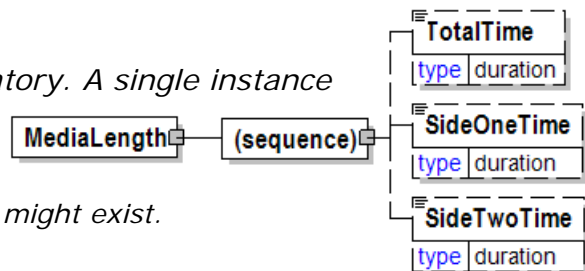 TotalTime
type duration
ntory. A single instance
SideOneTime
MediaLength (sequence)
type duration
might exist.
SideTwoTime
type duration